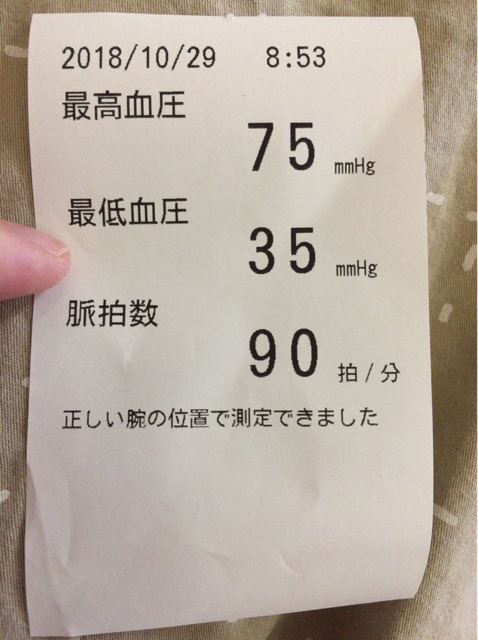 2018/10/29 8:53
最高血圧
75 mmHg
最低血圧
35 mmHg
脈拍数
90 拍/分
正しい腕の位置で測定できました